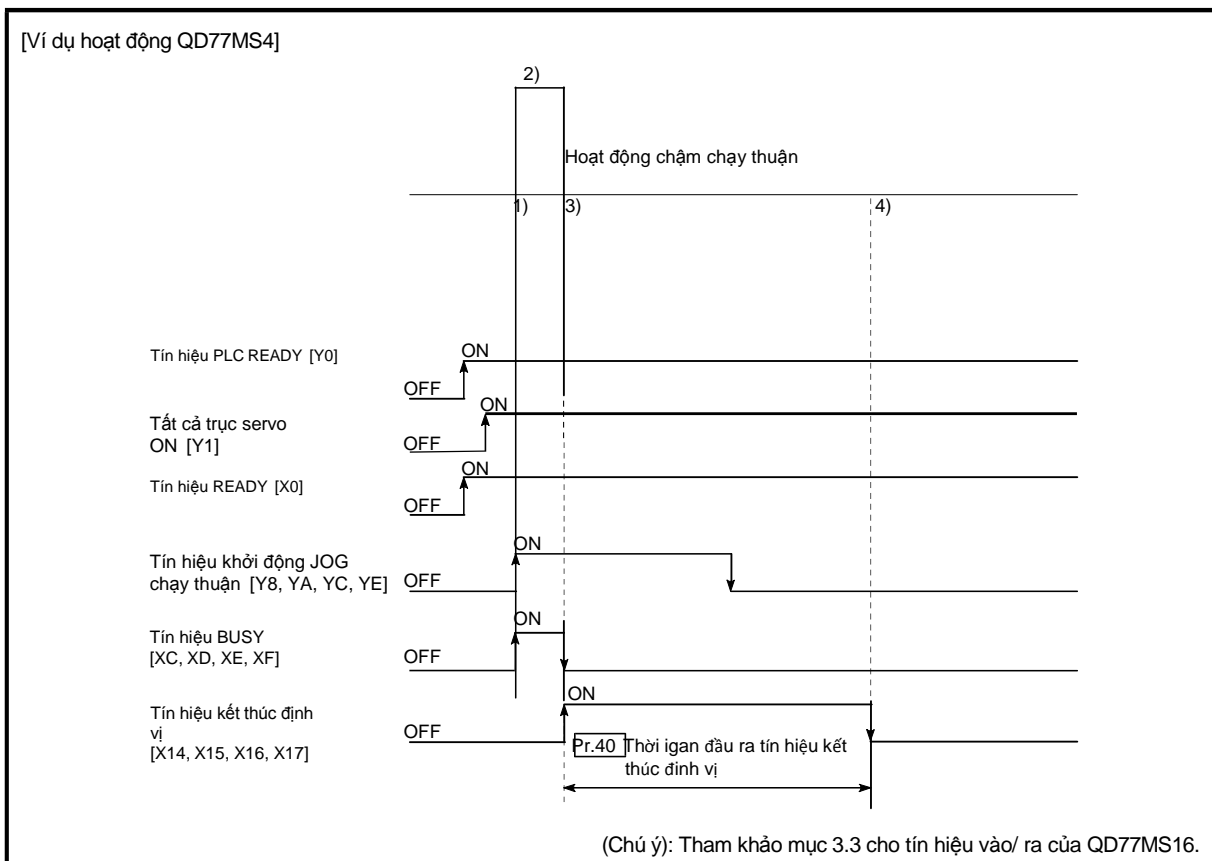 [Ví dụ hoạt động QD77MS4]
2)
Hoạt động chậm chạy thuận
1)
3)
4)
Tín hiệu PLC READY [Y0]
OFF
ON
Tất cả trục servo
ON [Y1]
OFF
ON
Tín hiệu READY [X0]
OFF
ON
Tín hiệu khởi động JOG
chạy thuận [Y8, YA, YC, YE]
OFF
ON
Tín hiệu BUSY
[XC, XD, XE, XF]
OFF
ON
Tín hiệu kết thúc định
vị
[X14, X15, X16, X17]
OFF
ON
Pr.40 Thời igan đầu ra tín hiệu kết
thúc đinh vị
(Chú ý): Tham khảo mục 3.3 cho tín hiệu vào/ ra của QD77MS16.